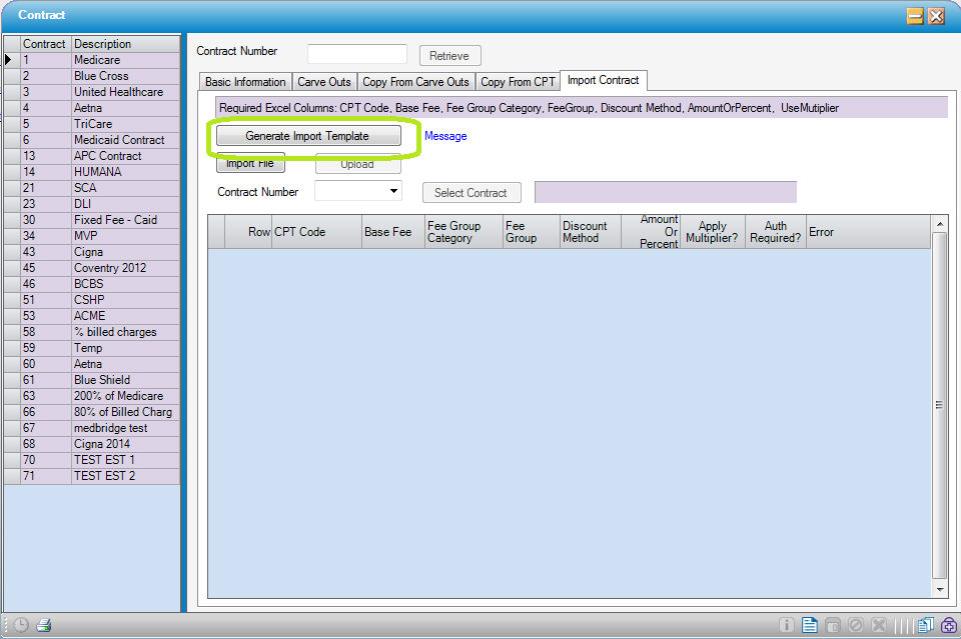 Contract
Contract Description
1 Medicare
2 Blue Cross
3 United Healthcare
4 Aetna
5 TriCare
6 Medicaid Contract
13 APC Contract
14 HUMANA
21 SCA
23 DLI
30 Fixed Fee - Caid
34 MVP
43 Cigna
45 Coventry 2012
46 BCBS
51 CSHP
53 ACME
58 % billed charges
59 Temp
60 Aetna
61 Blue Shield
63 200% of Medicare
66 80% of Billed Charg
67 medbridge test
68 Cigna 2014
70 TEST EST 1
71 TEST EST 2
Contract Number Retrieve
Basic Information Carve Outs Copy From Carve Outs Copy From CPT Import Contract
Required Excel Columns: CPT Code, Base Fee, Fee Group Category, FeeGroup, Discount Method, AmountOrPercent, UseMutiplier
Generate Import Template Message
Import File Upload
Contract Number Select Contract
Row CPT Code Base Fee Fee Group Category Fee Group Discount Method Amount Or Percent Apply Multiplier? Auth Required? Error